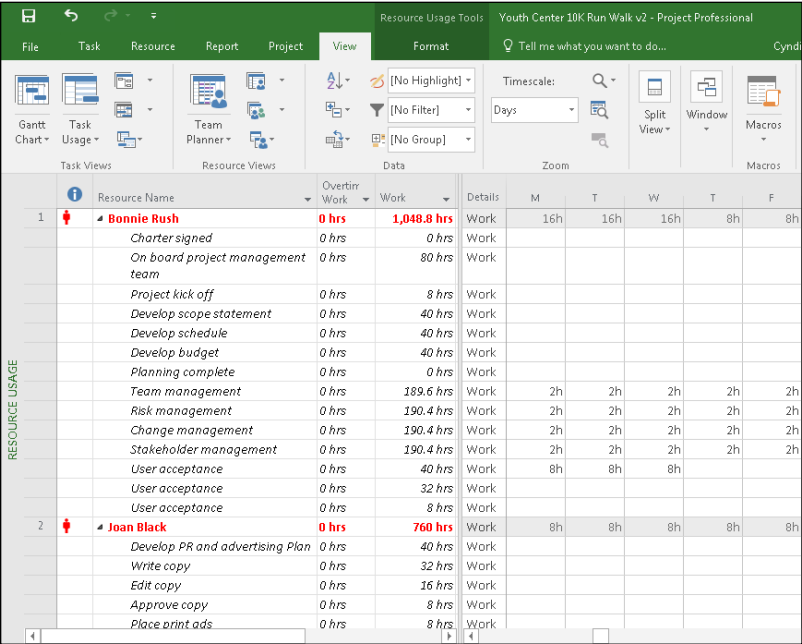 Resource Usage Tools Youth Center 10K Run Walk v2 - Project Professional
File Task Resource Report Project View Format Tell me what you want to do... Cyndi
[No Highlight] Timescale:
[No Filter] Days
[No Group]
Gantt Chart Task Usage Team Planner Split View Window Macros
Task Views Resource Views Data Zoom Macros
Resource Name Overtim Work Work Details M T W T F
1 Bonnie Rush 0 hrs 1,048.8 hrs Work 16h 16h 16h 8h 8h
Charter signed 0 hrs 0 hrs Work
On board project management 0 hrs 80 hrs Work
team
Project kick off 0 hrs 8 hrs Work
Develop scope statement 0 hrs 40 hrs Work
Develop schedule 0 hrs 40 hrs Work
Develop budget 0 hrs 40 hrs Work
Planning complete 0 hrs 0 hrs Work
Team management 0 hrs 189.6 hrs Work 2h 2h 2h 2h 2h
Risk management 0 hrs 190.4 hrs Work 2h 2h 2h 2h 2h
Change management 0 hrs 190.4 hrs Work 2h 2h 2h 2h 2h
Stakeholder management 0 hrs 190.4 hrs Work 2h 2h 2h 2h 2h
User acceptance 0 hrs 40 hrs Work 8h 8h 8h
User acceptance 0 hrs 32 hrs Work
User acceptance 0 hrs 8 hrs Work
2 Joan Black 0 hrs 760 hrs Work 8h 8h 8h 8h 8h
Develop PR and advertising Plan 0 hrs 40 hrs Work
Write copy 0 hrs 32 hrs Work
Edit copy 0 hrs 16 hrs Work
Approve copy 0 hrs 8 hrs Work
Place print ads 0 hrs 8 hrs Work
RESOURCE USAGE